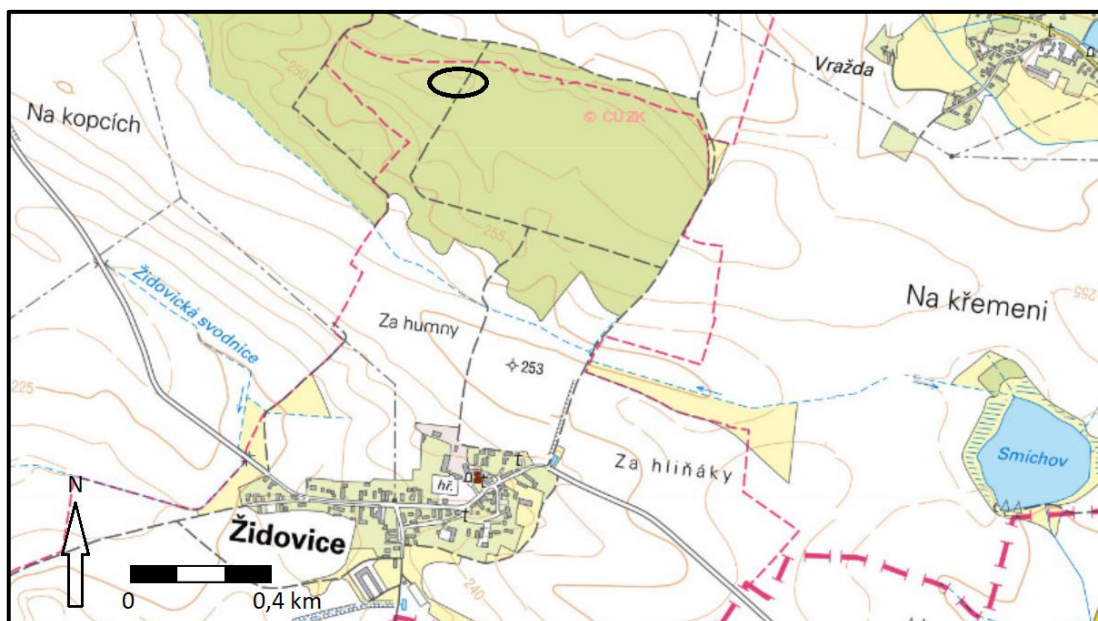 Vražda
250
© ČÚZK
Na kopcích
255
Židovická svodnice
Na křemeni
255
Za humny
253
225
Smíchov
Za hliňáky
hř.
N
Židovice
240
0
0,4 km